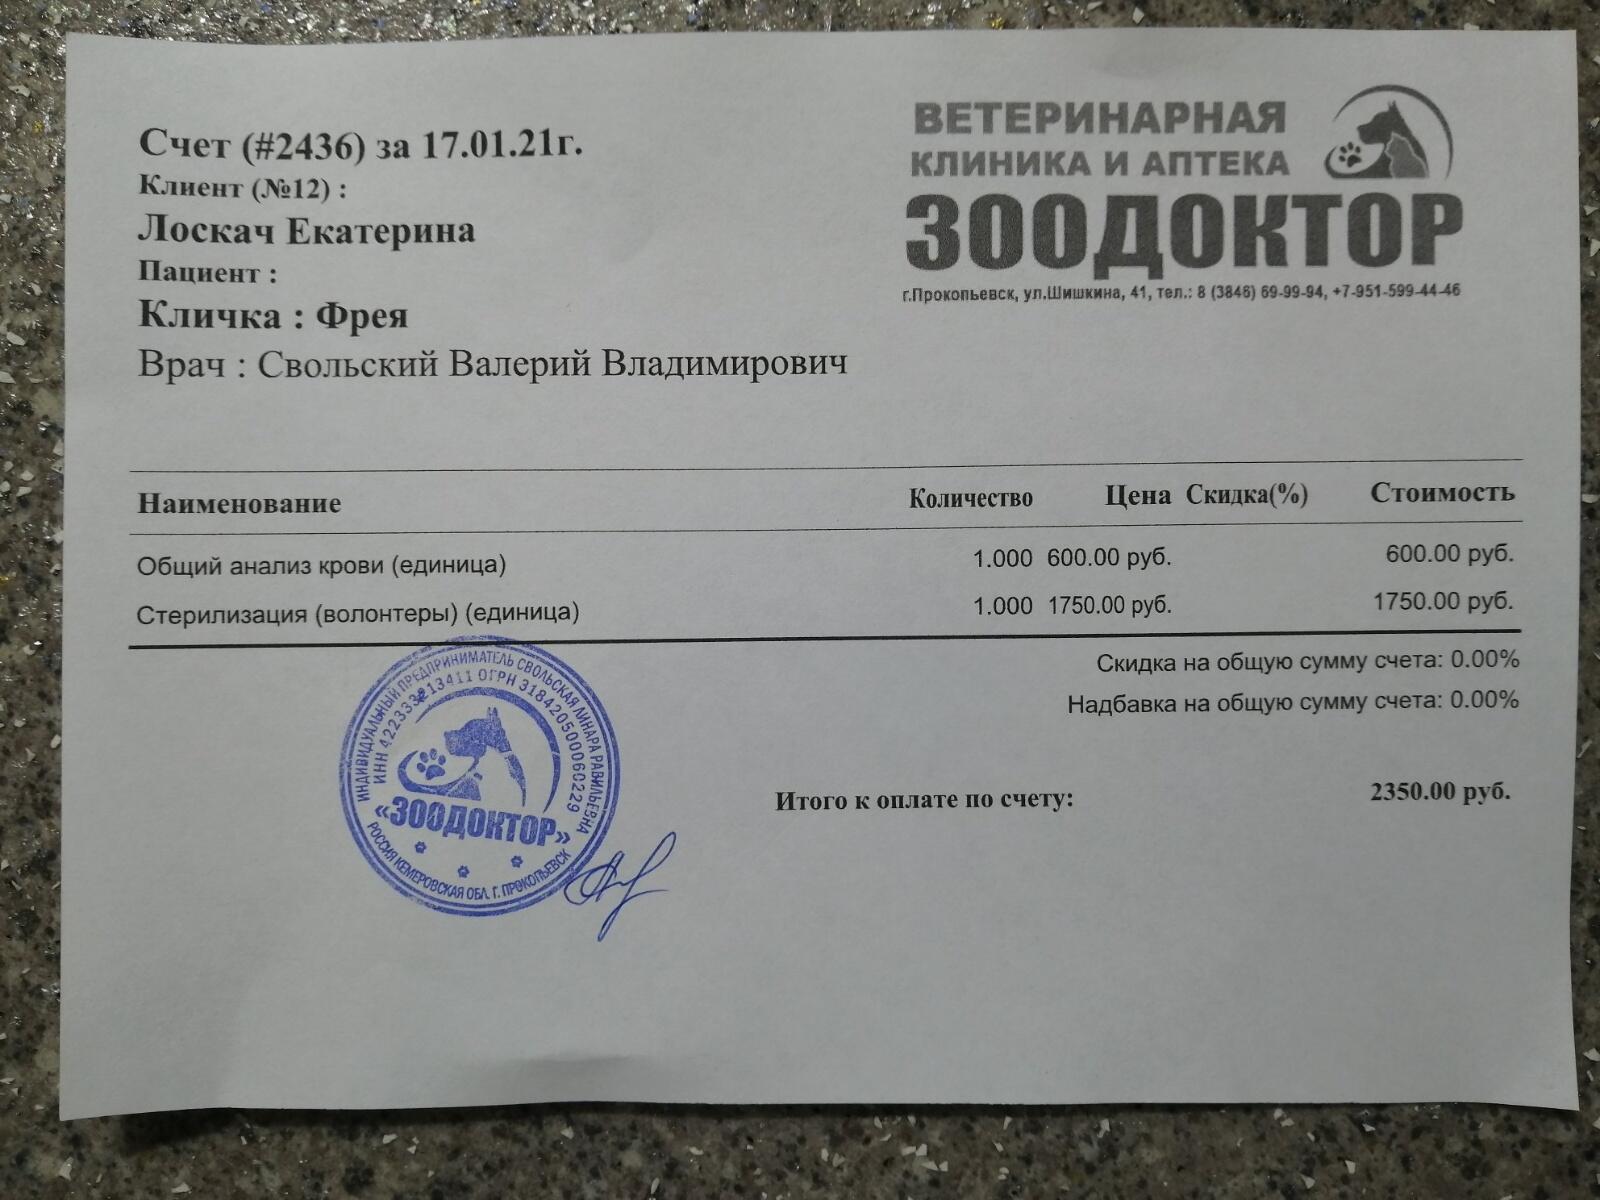 Счет (#2436) за 17.01.21г.
Клиент (№12) :
Лоскач Екатерина
Пациент :
Кличка : Фрея
Врач : Свольский Валерий Владимирович
ВЕТЕРИНАРНАЯ
КЛИНИКА И АПТЕКА
ЗООДОКТОР
г.Прокопьевск, ул.Шишкина, 41, тел.: 8 (3846) 69-99-94, +7-951-599-44-46
Наименование Количество Цена Скидка(%) Стоимость
Общий анализ крови (единица) 1.000 600.00 руб. 600.00 руб.
Стерилизация (волонтеры) (единица) 1.000 1750.00 руб. 1750.00 руб.
Скидка на общую сумму счета: 0.00%
Надбавка на общую сумму счета: 0.00%
Итого к оплате по счету: 2350.00 руб.
ИНДИВИДУАЛЬНЫЙ ПРЕДПРИНИМАТЕЛЬ СВОЛЬСКАЯ ЛИНАРА РАВИЛЬЕВНА
ИНН ОГРН 318420500060229
«ЗООДОКТОР»
РОССИЯ КЕМЕРОВСКАЯ ОБЛ. Г. ПРОКОПЬЕВСК